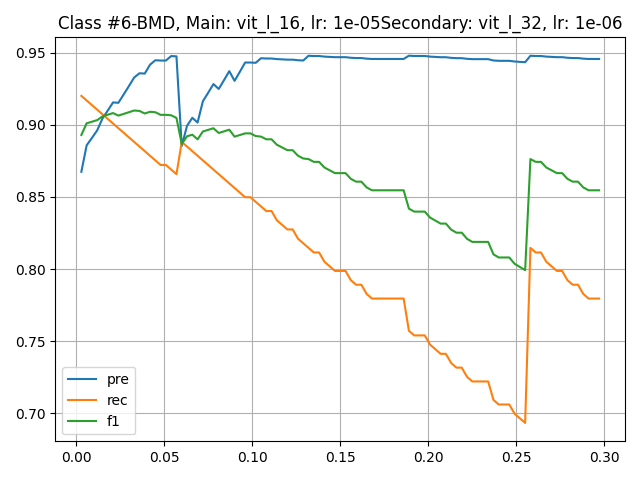 Class #6-BMD, Main: vit_l_16, lr: 1e-05Secondary: vit_l_32, lr: 1e-06
0.95
0.90
0.85
0.80
0.75
0.70
pre
rec
f1
0.00 0.05 0.10 0.15 0.20 0.25 0.30